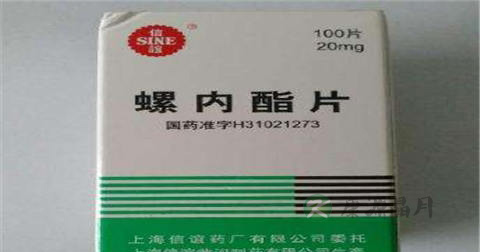 信
SINE
谊
100片
20mg
螺内酯片
国药准字H31021273
上海信谊药厂有限公司委托